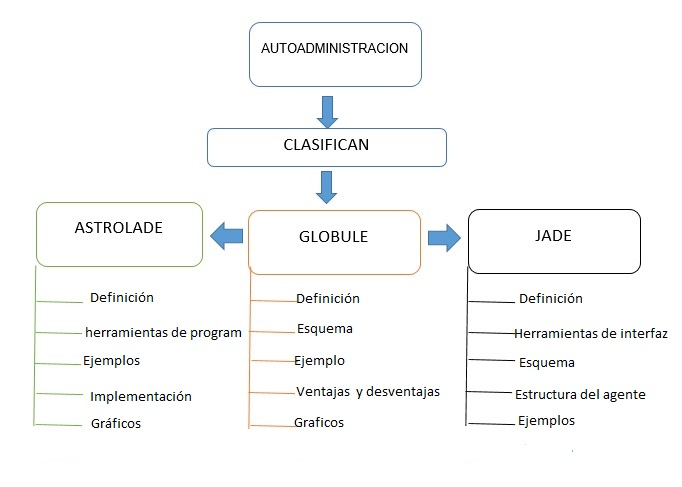 AUTOADMINISTRACION
CLASIFICAN
ASTROLADE
GLOBULE
JADE
Definición
herramientas de program
Ejemplos
Implementación
Gráficos
Definición
Esquema
Ejemplo
Ventajas y desventajas
Graficos
Definición
Herramientas de interfaz
Esquema
Estructura del agente
Ejemplos